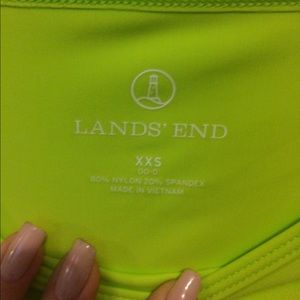 LANDS' END
XXS
00-0
80% NYLON 20% SPANDEX
MADE IN VIETNAM